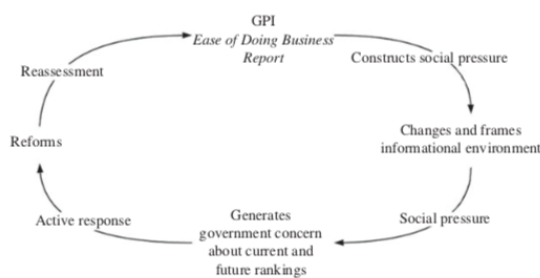 GPI
Ease of Doing Business
Report
Constructs social pressure
Changes and frames
informational environment
Social pressure
Generates
government concern
about current and
future rankings
Active response
Reforms
Reassessment